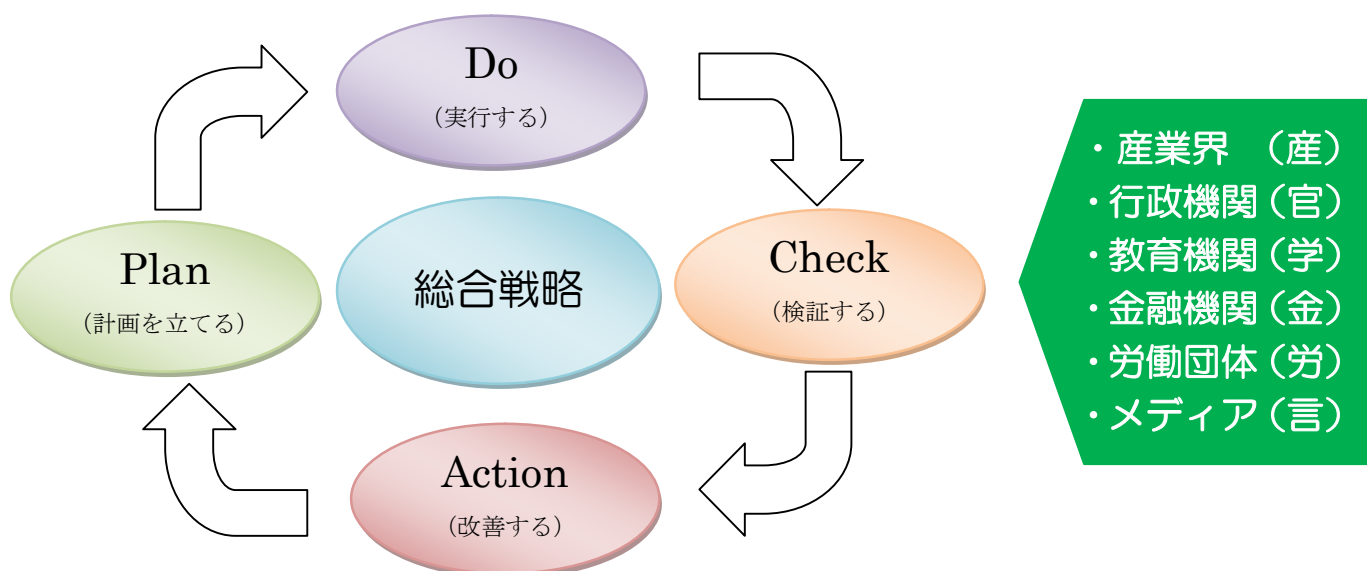 Do
（実行する）
Plan
（計画を立てる）
総合戦略
Check
（検証する）
Action
（改善する）
・産業界　（産）
・行政機関（官）
・教育機関（学）
・金融機関（金）
・労働団体（労）
・メディア（言）